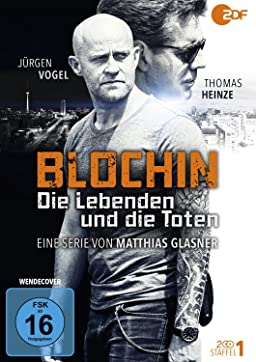 ZDF
JÜRGEN
VOGEL
THOMAS
HEINZE
BLOCHIN
Die Lebenden
und die Toten
EINE SERIE VON MATTHIAS GLASNER
WENDECOVER
FSK
ab
16
freigegeben
STAFFEL 1